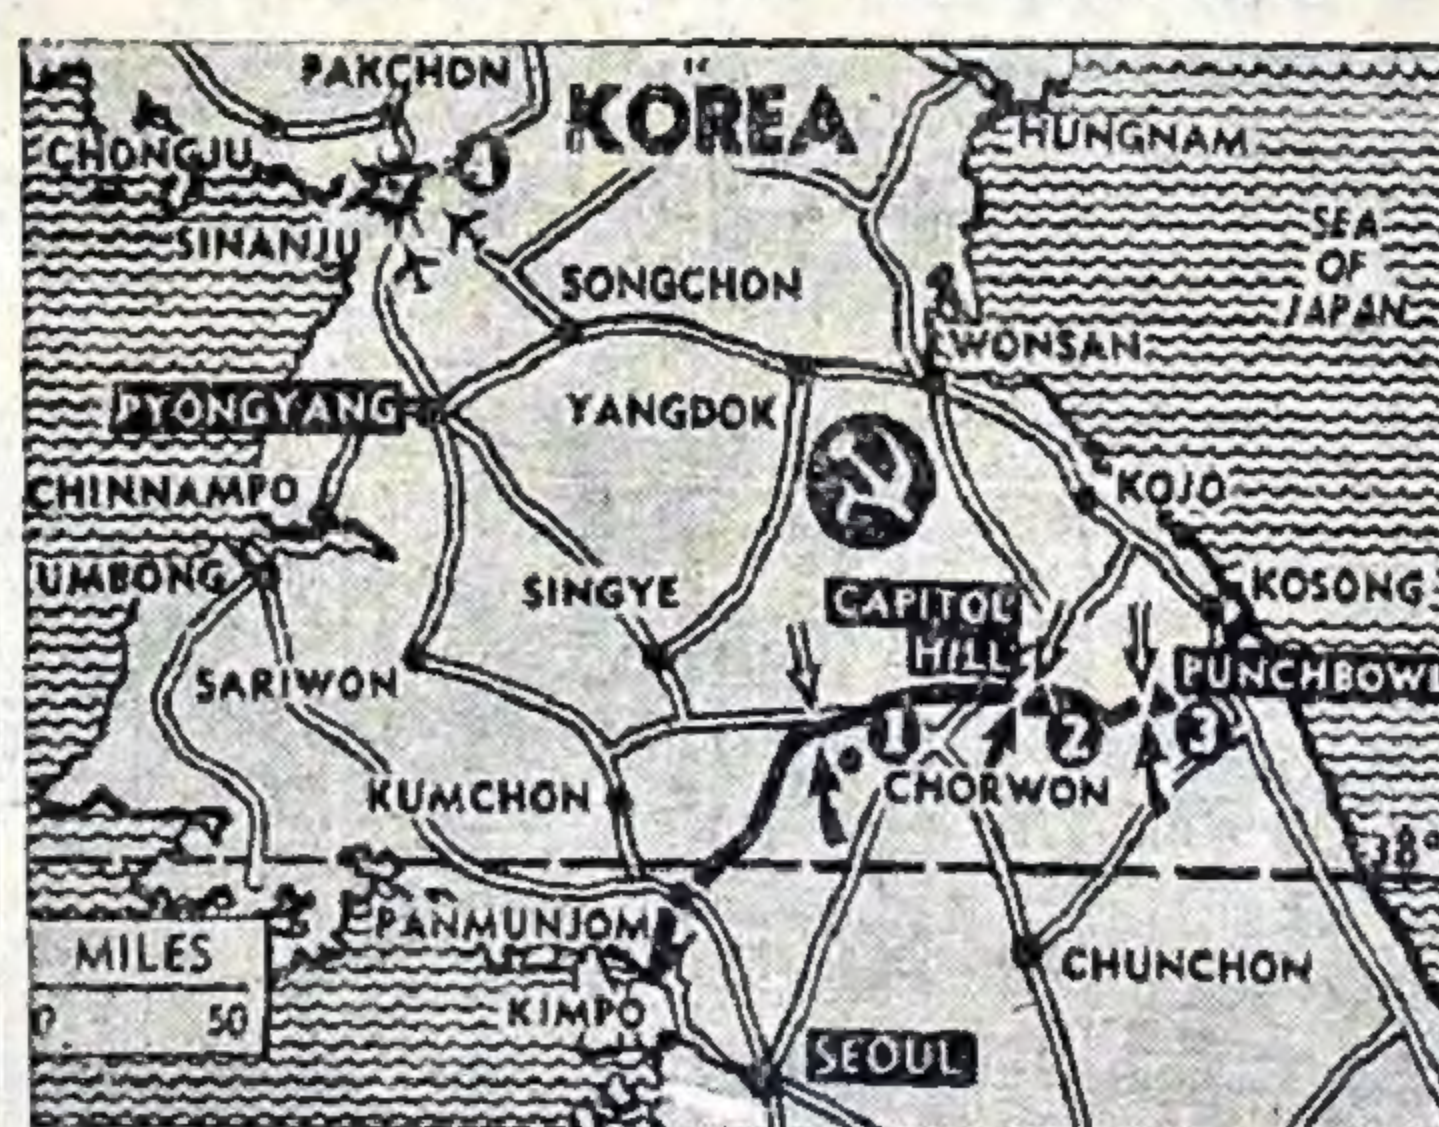 PAKCHON
KOREA
HUNGNAM
CHONGJU
4
SINANJU
SEA
OF
JAPAN
SONGCHON
WONSAN
PYONGYANG
YANGDOK
CHINNAMPO
KOJO
UMBONG
SINGYE
CAPITOL
HILL
KOSONG
SARIWON
PUNCHBOWL
1
2
3
KUMCHON
CHORWON
38°
PANMUNJOM
MILES
0 50
CHUNCHON
KIMPO
SEOUL